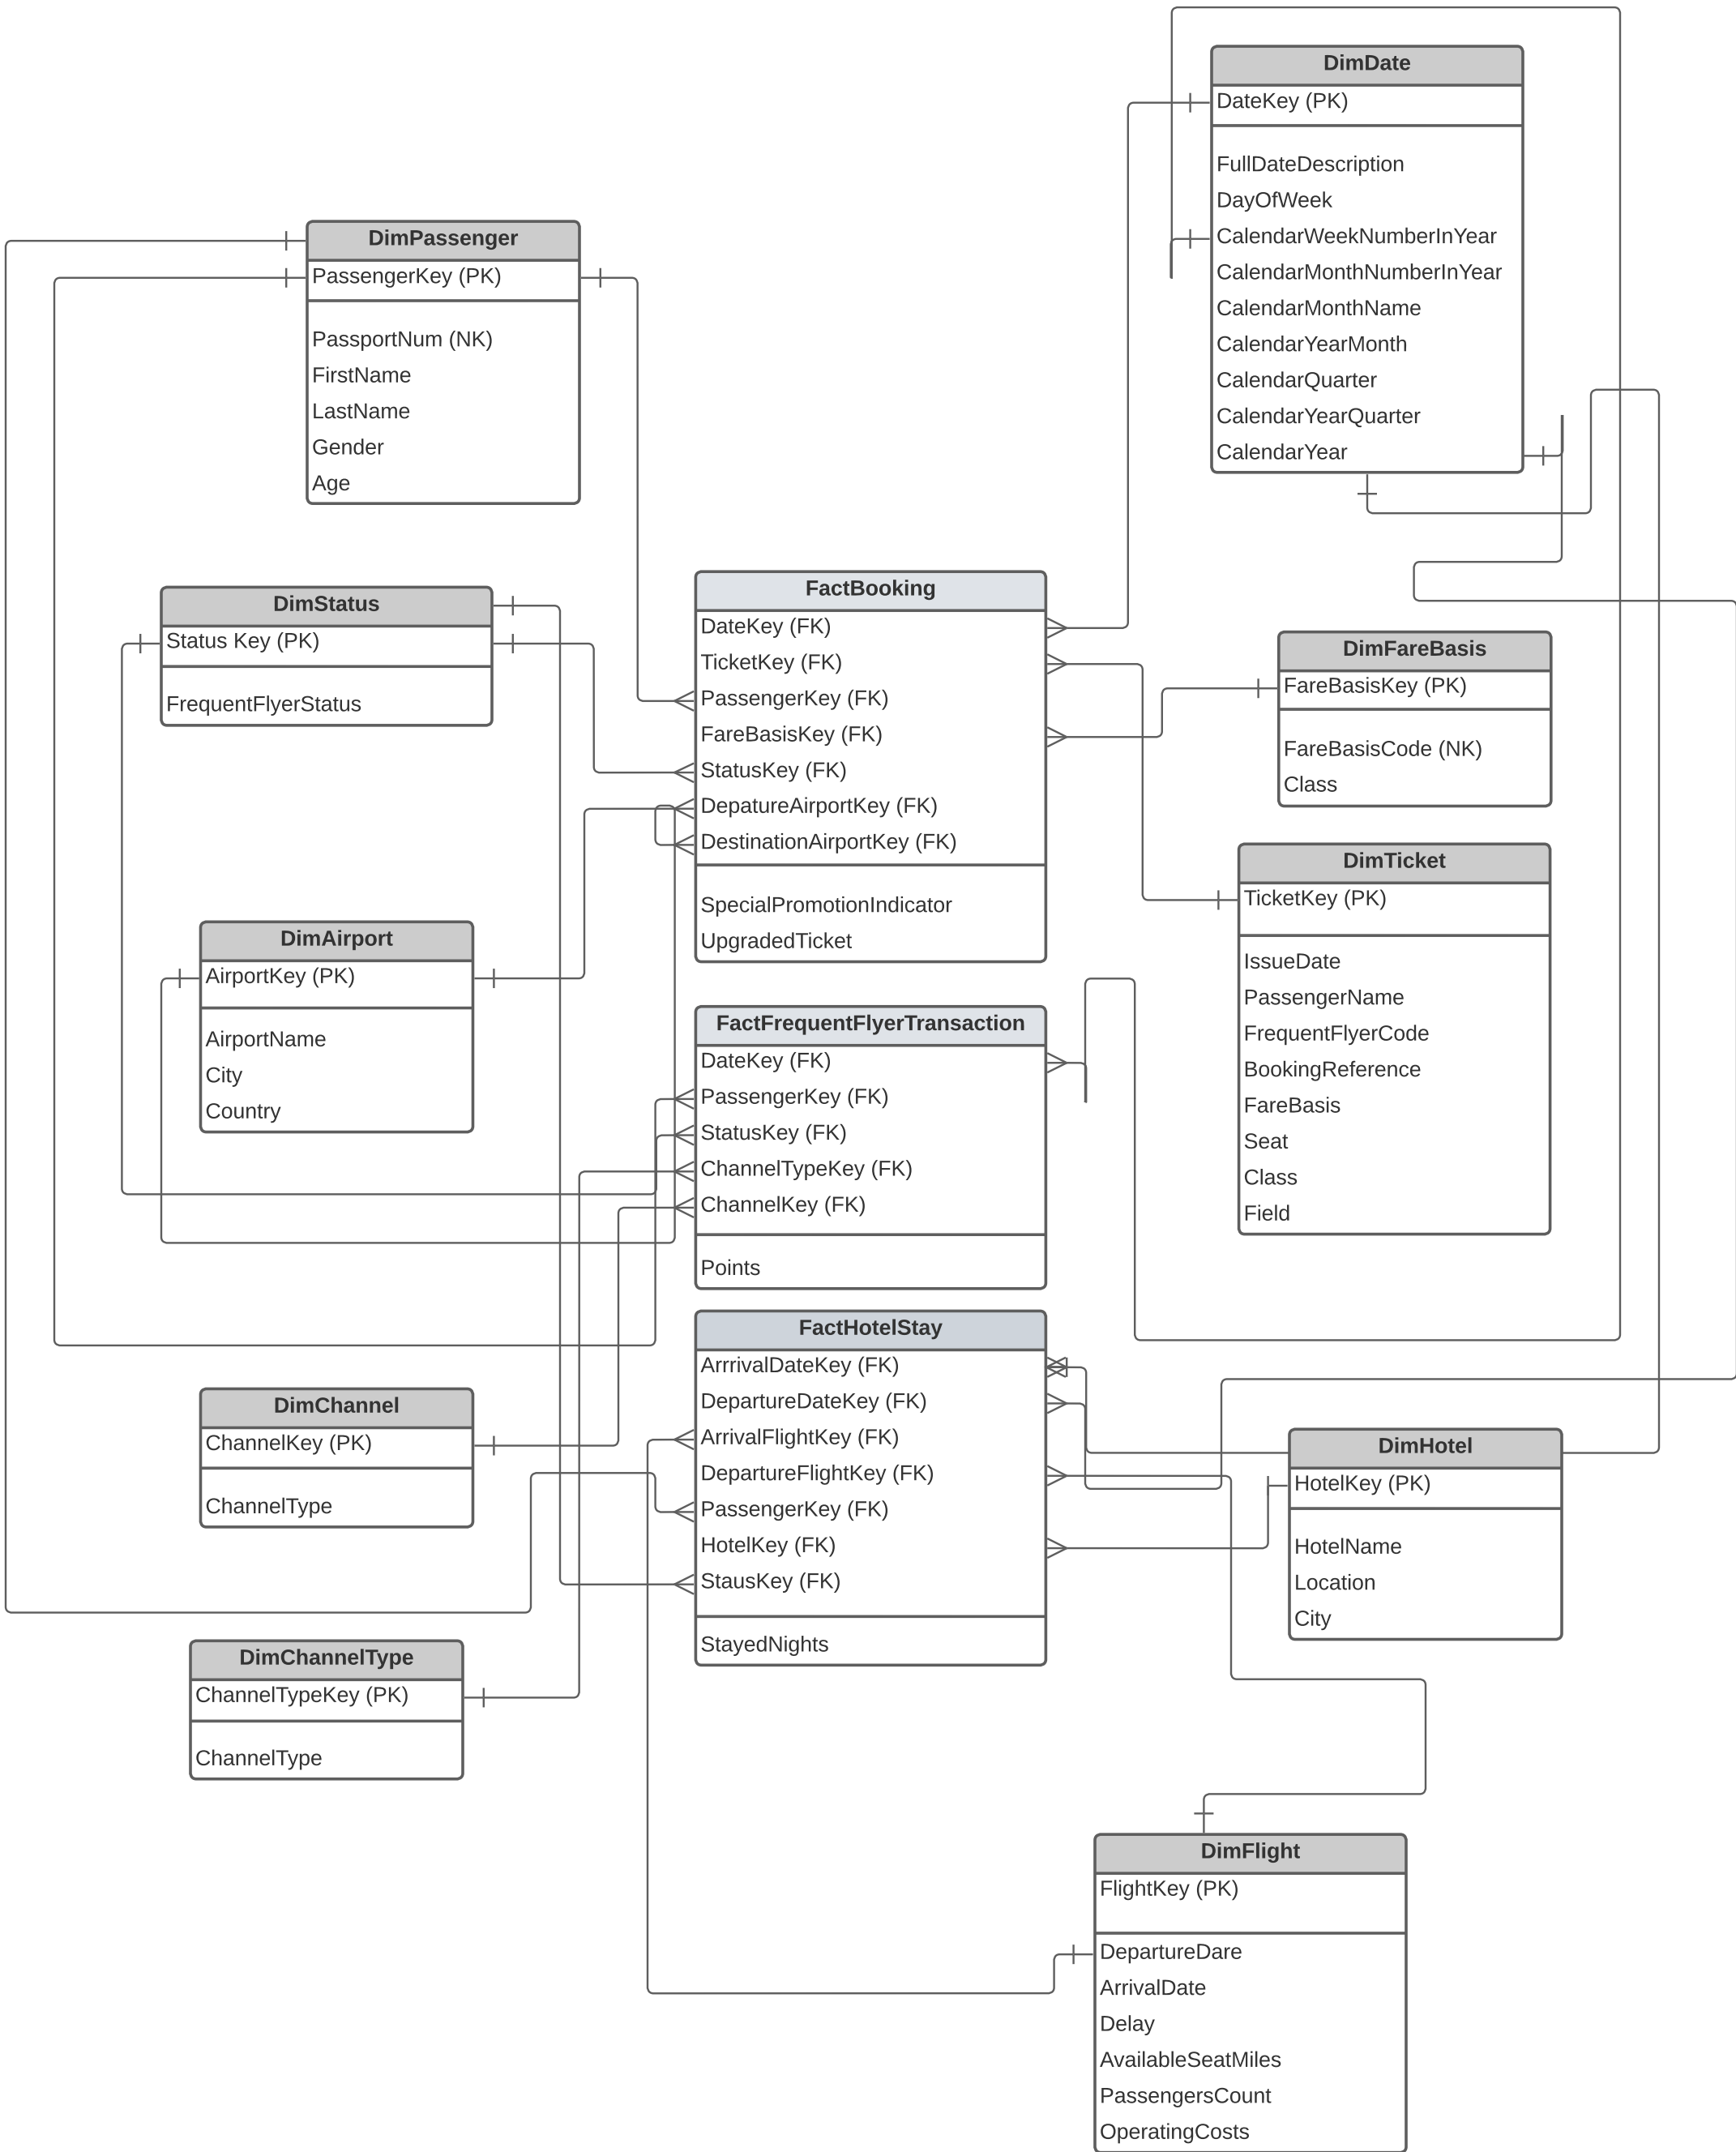 DimDate
DateKey (PK)
FullDateDescription
DayOfWeek
CalendarWeekNumberInYear
CalendarMonthNumberInYear
CalendarMonthName
CalendarYearMonth
CalendarQuarter
CalendarYearQuarter
CalendarYear
DimPassenger
PassengerKey (PK)
PassportNum (NK)
FirstName
LastName
Gender
Age
DimStatus
Status Key (PK)
FrequentFlyerStatus
FactBooking
DateKey (FK)
TicketKey (FK)
PassengerKey (FK)
FareBasisKey (FK)
StatusKey (FK)
DepatureAirportKey (FK)
DestinationAirportKey (FK)
SpecialPromotionIndicator
UpgradedTicket
DimFareBasis
FareBasisKey (PK)
FareBasisCode (NK)
Class
DimTicket
TicketKey (PK)
IssueDate
PassengerName
FrequentFlyerCode
BookingReference
FareBasis
Seat
Class
Field
DimAirport
AirportKey (PK)
AirportName
City
Country
FactFrequentFlyerTransaction
DateKey (FK)
PassengerKey (FK)
StatusKey (FK)
ChannelTypeKey (FK)
ChannelKey (FK)
Points
FactHotelStay
ArrrivalDateKey (FK)
DepartureDateKey (FK)
ArrivalFlightKey (FK)
DepartureFlightKey (FK)
PassengerKey (FK)
HotelKey (FK)
StausKey (FK)
StayedNights
DimChannel
ChannelKey (PK)
ChannelType
DimHotel
HotelKey (PK)
HotelName
Location
City
DimChannelType
ChannelTypeKey (PK)
ChannelType
DimFlight
FlightKey (PK)
DepartureDare
ArrivalDate
Delay
AvailableSeatMiles
PassengersCount
OperatingCosts